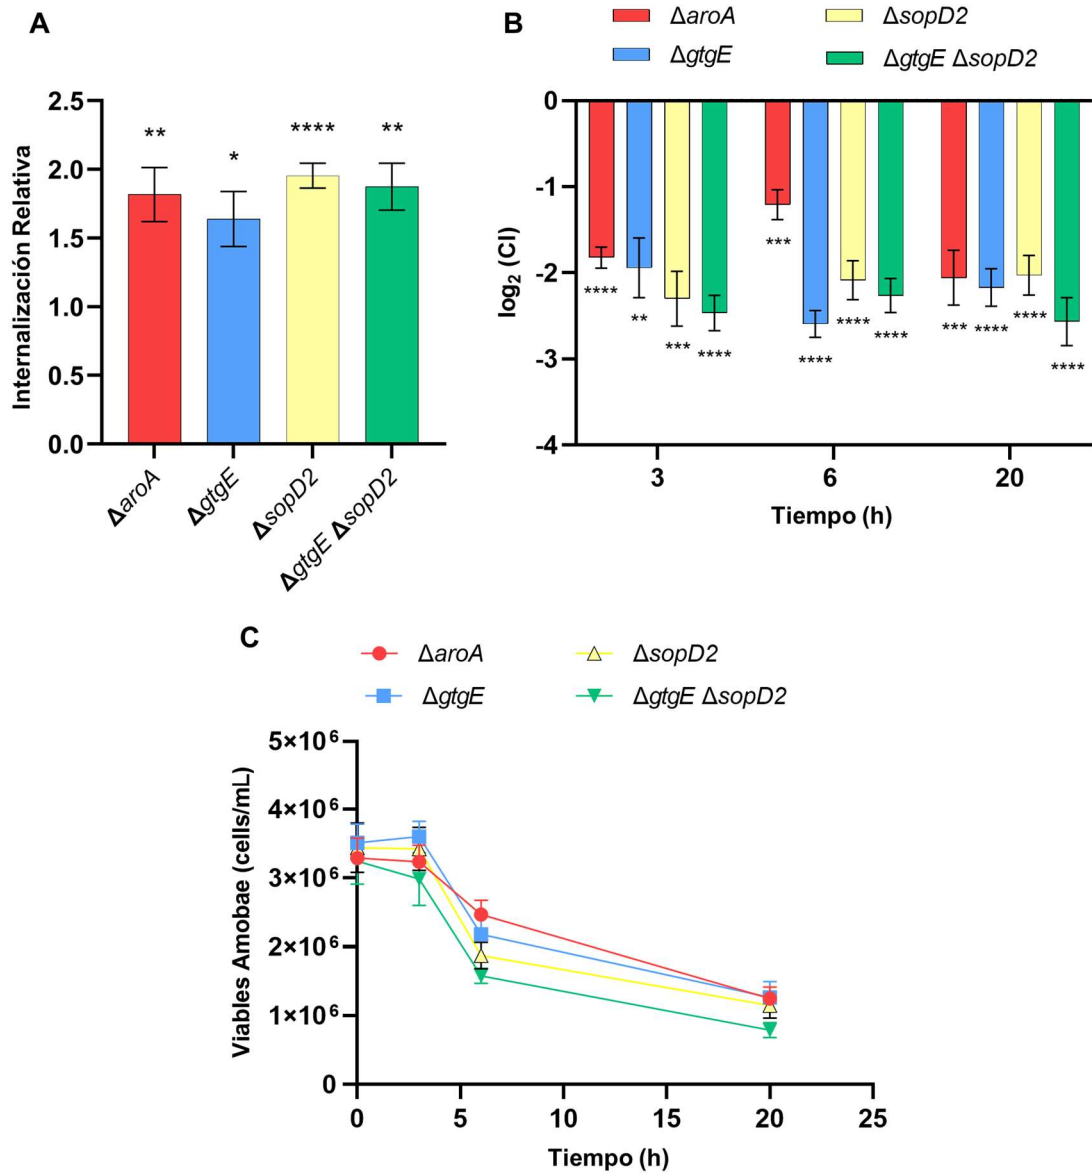 A
Internalización Relativa
2.5
2.0
1.5
1.0
0.5
0.0
**
*
****
**
ΔaroA
ΔgtgE
ΔsopD2
ΔgtgE ΔsopD2
B
ΔaroA
ΔsopD2
ΔgtgE
ΔgtgE ΔsopD2
log₂ (CI)
0
-1
-2
-3
-4
****
**
***
****
***
****
****
****
***
****
****
****
3
6
20
Tiempo (h)
C
ΔaroA
ΔsopD2
ΔgtgE
ΔgtgE ΔsopD2
Viables Amobae (cells/mL)
5×10⁶
4×10⁶
3×10⁶
2×10⁶
1×10⁶
0
0
5
10
15
20
25
Tiempo (h)